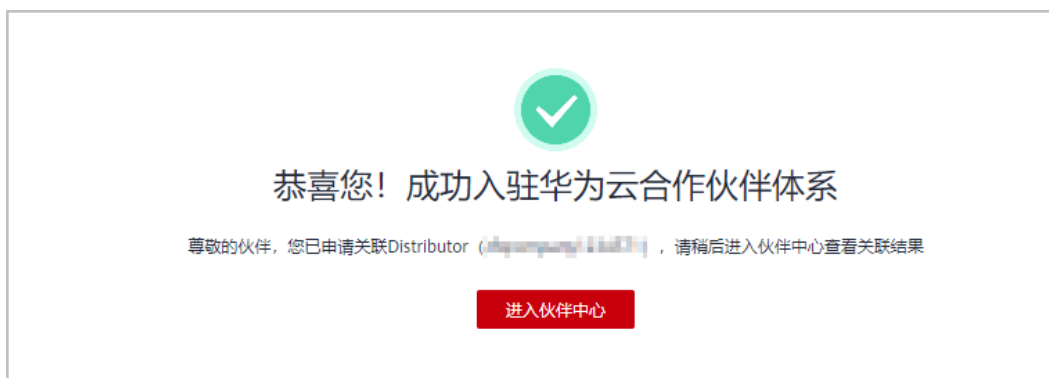 恭喜您！成功入驻华为云合作伙伴体系
尊敬的伙伴，您已申请关联Distributor（），请稍后进入伙伴中心查看关联结果
进入伙伴中心